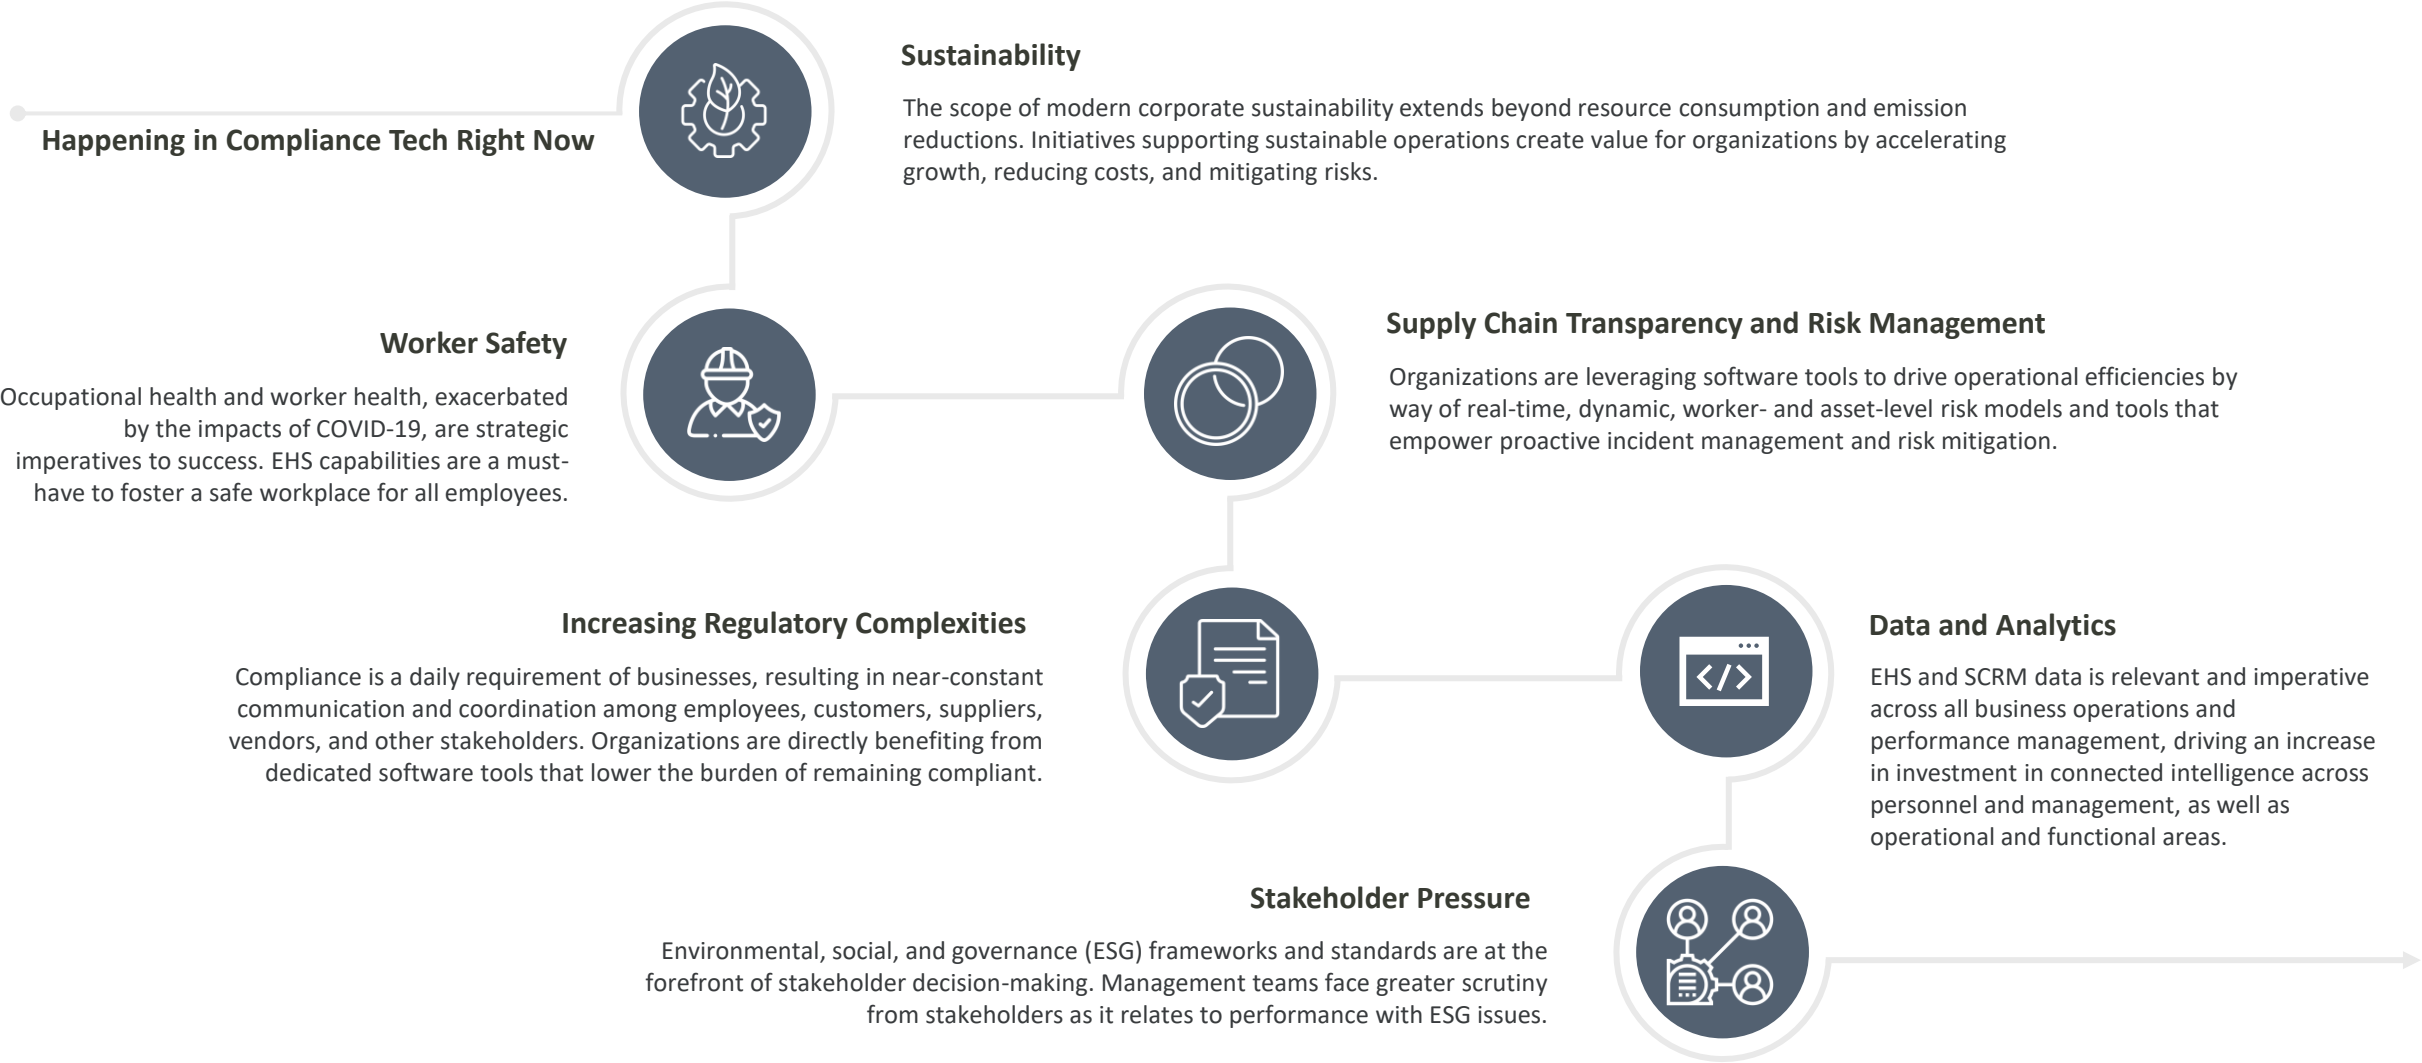 Happening in Compliance Tech Right Now
Sustainability
The scope of modern corporate sustainability extends beyond resource consumption and emission
reductions. Initiatives supporting sustainable operations create value for organizations by accelerating
growth, reducing costs, and mitigating risks.
Worker Safety
Occupational health and worker health, exacerbated
by the impacts of COVID-19, are strategic
imperatives to success. EHS capabilities are a must-
have to foster a safe workplace for all employees.
Supply Chain Transparency and Risk Management
Organizations are leveraging software tools to drive operational efficiencies by
way of real-time, dynamic, worker- and asset-level risk models and tools that
empower proactive incident management and risk mitigation.
Increasing Regulatory Complexities
Compliance is a daily requirement of businesses, resulting in near-constant
communication and coordination among employees, customers, suppliers,
vendors, and other stakeholders. Organizations are directly benefiting from
dedicated software tools that lower the burden of remaining compliant.
Data and Analytics
EHS and SCRM data is relevant and imperative
across all business operations and
performance management, driving an increase
in investment in connected intelligence across
personnel and management, as well as
operational and functional areas.
Stakeholder Pressure
Environmental, social, and governance (ESG) frameworks and standards are at the
forefront of stakeholder decision-making. Management teams face greater scrutiny
from stakeholders as it relates to performance with ESG issues.